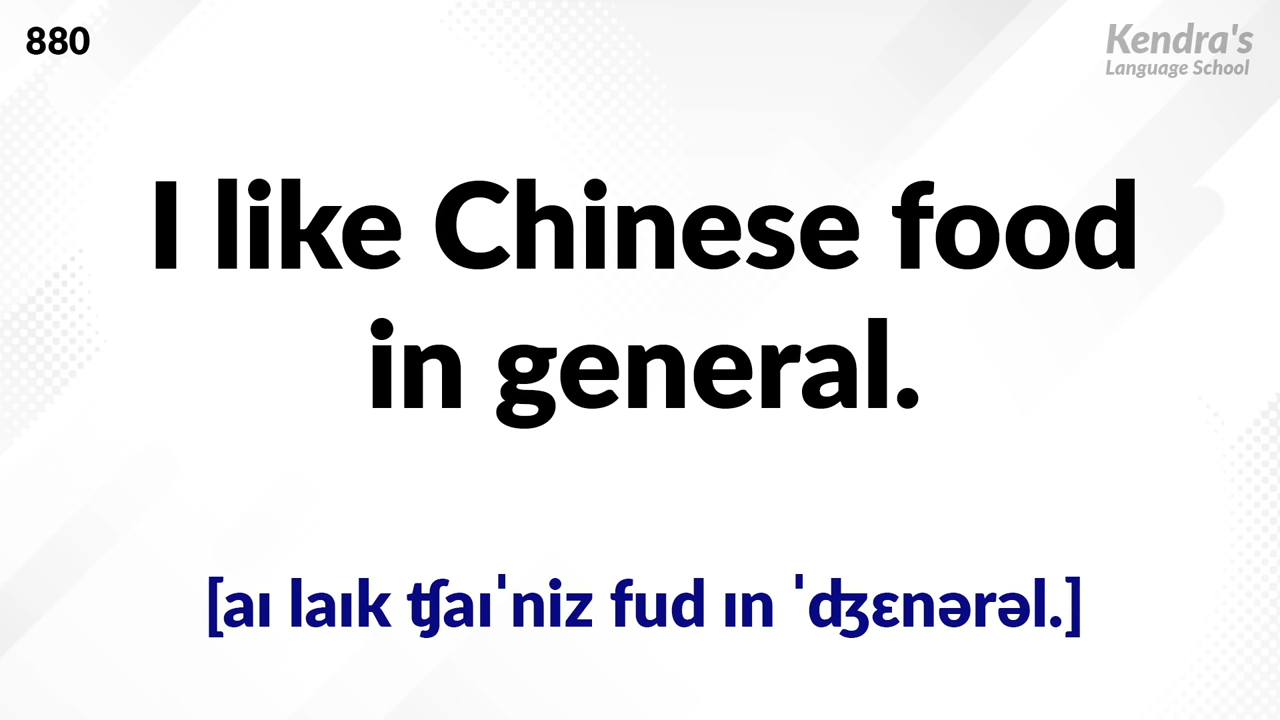 880
Kendra's
Language School
I like Chinese food
in general.
[aɪ laɪk ʧaɪˈniz fud ɪn ˈʤɛnərəl.]